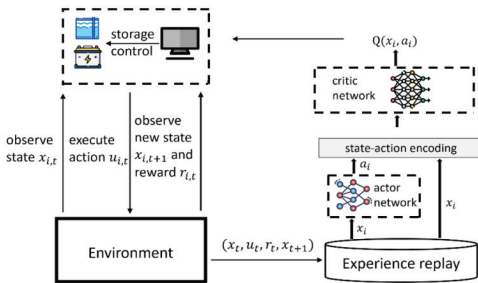 storage
control
Q(x_i, a_i)
critic
network
observe
state x_{i,t}
execute
action u_{i,t}
observe
new state
x_{i,t+1} and
reward r_{i,t}
state-action encoding
a_i
actor
network
x_i
x_i
Environment
(x_t, u_t, r_t, x_{t+1})
Experience replay